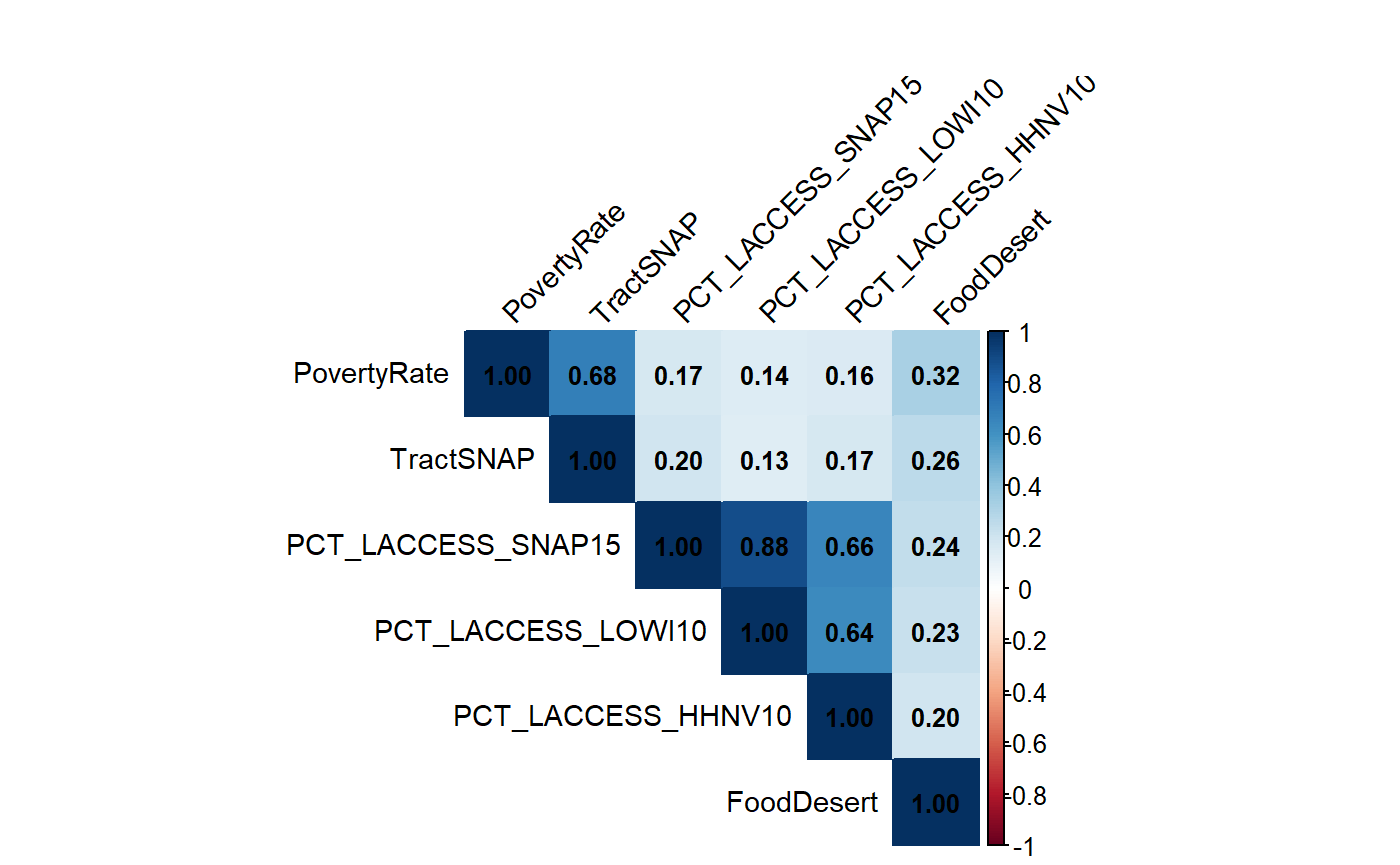 PovertyRate
TractSNAP
PCT_LACCESS_SNAP15
PCT_LACCESS_LOWI10
PCT_LACCESS_HHNV10
FoodDesert
PovertyRate 1.00 0.68 0.17 0.14 0.16 0.32
TractSNAP 1.00 0.20 0.13 0.17 0.26
PCT_LACCESS_SNAP15 1.00 0.88 0.66 0.24
PCT_LACCESS_LOWI10 1.00 0.64 0.23
PCT_LACCESS_HHNV10 1.00 0.20
FoodDesert 1.00
1
0.8
0.6
0.4
0.2
0
-0.2
-0.4
-0.6
-0.8
-1